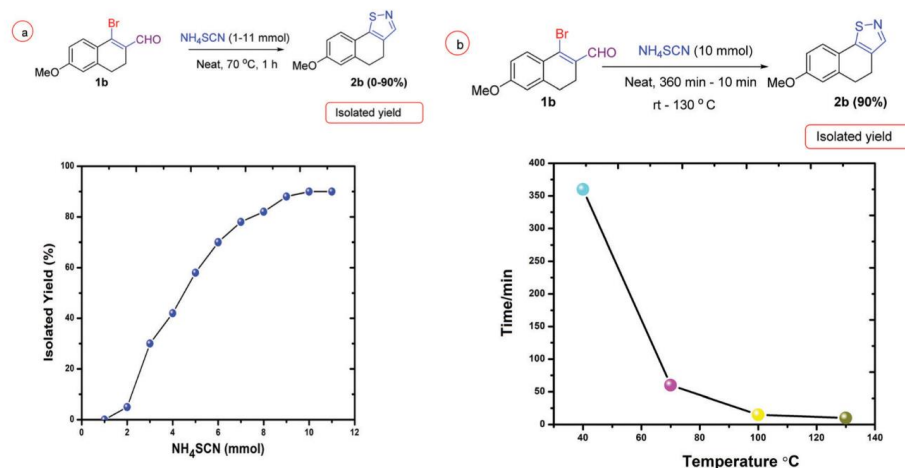 a
Br
CHO
MeO
1b
NH4SCN (1-11 mmol)
Neat, 70 °C, 1 h
S
N
MeO
2b (0-90%)
Isolated yield
b
Br
CHO
MeO
1b
NH4SCN (10 mmol)
Neat, 360 min - 10 min
rt - 130 ° C
S
N
MeO
2b (90%)
Isolated yield
100
80
60
40
20
0
Isolated Yield (%)
0 2 4 6 8 10 12
NH4SCN (mmol)
400
350
300
250
200
150
100
50
0
Time/min
40 60 80 100 120 140
Temperature °C